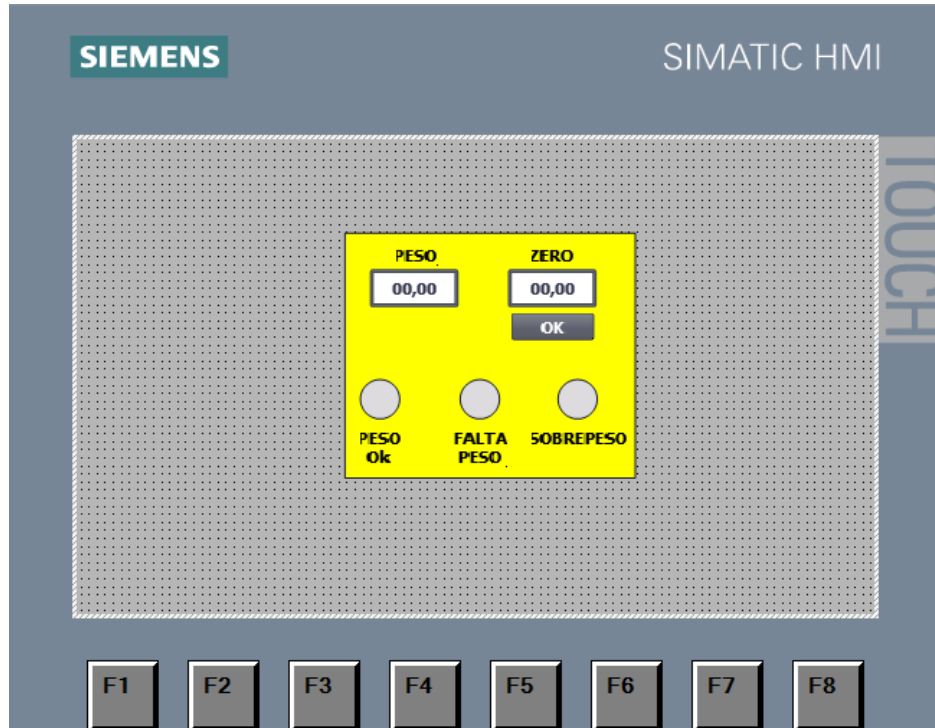 SIEMENS
SIMATIC HMI
TOUCH
PESO
ZERO
00,00
00,00
OK
PESO
Ok
FALTA
PESO
SOBREPESO
F1
F2
F3
F4
F5
F6
F7
F8